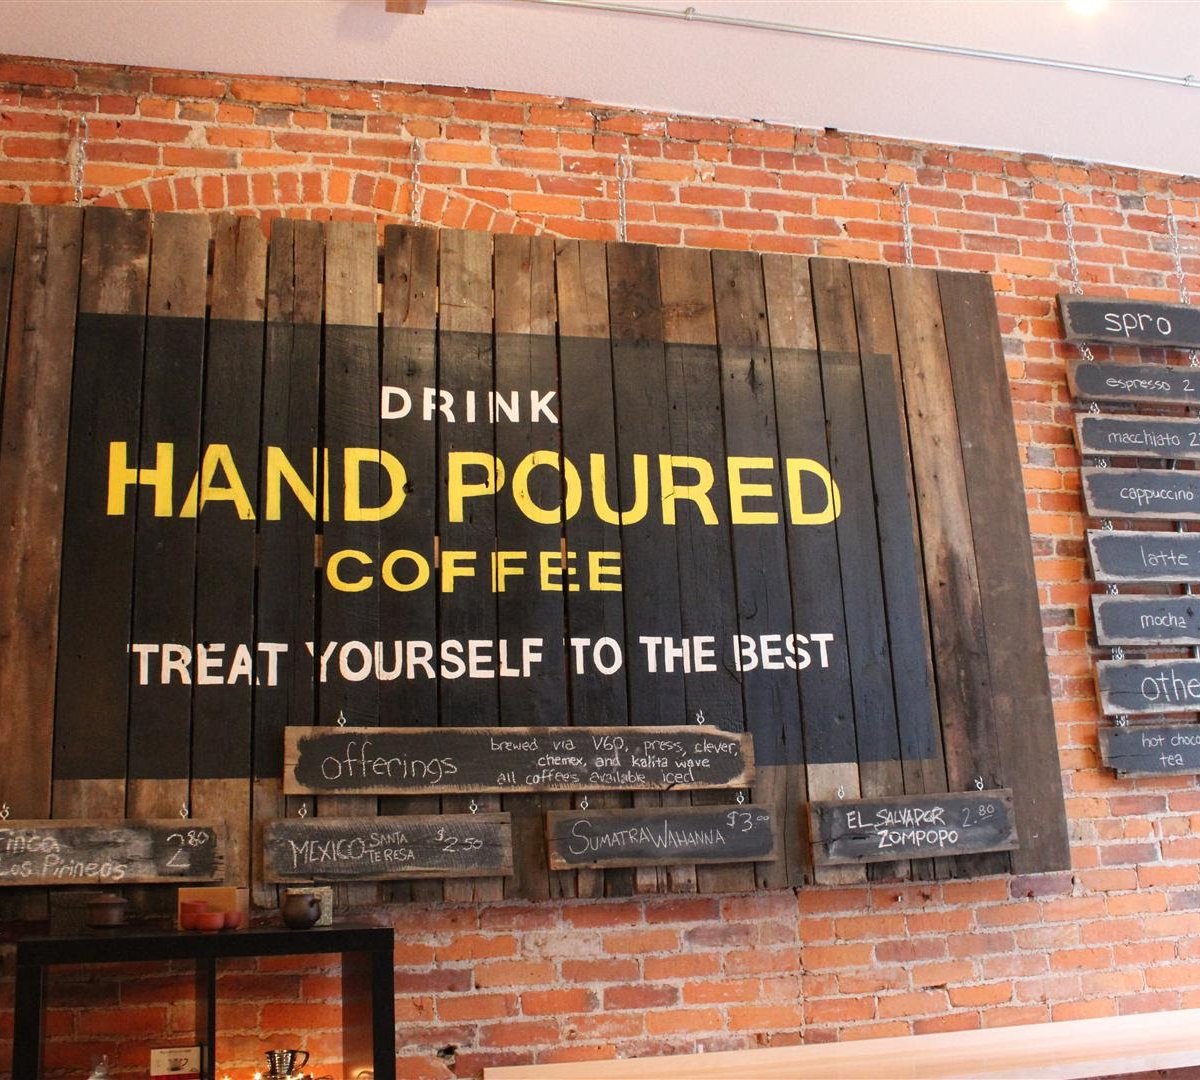 DRINK
HAND POURED
COFFEE
TREAT YOURSELF TO THE BEST
offerings
brewed via V60, press, clever,
chemex, and kalita wave
all coffees available iced
Finca 2.80
Los Pirineos
MEXICO SANTA TERESA $2.50
SUMATRA WAHANNA $3.00
EL SALVADOR 2.80
ZOMPOPO
spro
espresso 2
macchiato 2
cappuccino
latte
mocha
othe
hot choco
tea